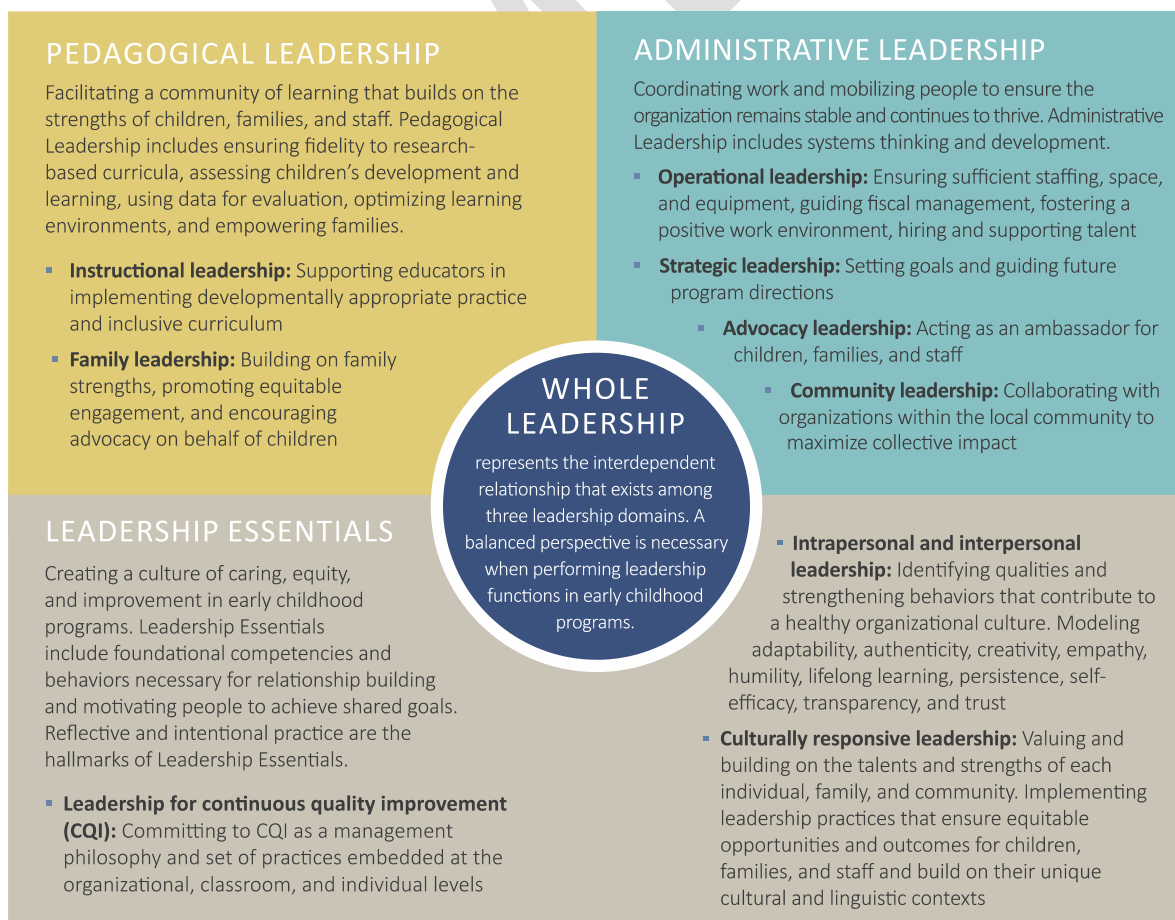 PEDAGOGICAL LEADERSHIP
Facilitating a community of learning that builds on the
strengths of children, families, and staff. Pedagogical
Leadership includes ensuring fidelity to research-
based curricula, assessing children’s development and
learning, using data for evaluation, optimizing learning
environments, and empowering families.
▪ Instructional leadership: Supporting educators in
implementing developmentally appropriate practice
and inclusive curriculum
▪ Family leadership: Building on family
strengths, promoting equitable
engagement, and encouraging
advocacy on behalf of children
ADMINISTRATIVE LEADERSHIP
Coordinating work and mobilizing people to ensure the
organization remains stable and continues to thrive. Administrative
Leadership includes systems thinking and development.
▪ Operational leadership: Ensuring sufficient staffing, space,
and equipment, guiding fiscal management, fostering a
positive work environment, hiring and supporting talent
▪ Strategic leadership: Setting goals and guiding future
program directions
▪ Advocacy leadership: Acting as an ambassador for
children, families, and staff
▪ Community leadership: Collaborating with
organizations within the local community to
maximize collective impact
WHOLE
LEADERSHIP
represents the interdependent
relationship that exists among
three leadership domains. A
balanced perspective is necessary
when performing leadership
functions in early childhood
programs.
LEADERSHIP ESSENTIALS
Creating a culture of caring, equity,
and improvement in early childhood
programs. Leadership Essentials
include foundational competencies and
behaviors necessary for relationship building
and motivating people to achieve shared goals.
Reflective and intentional practice are the
hallmarks of Leadership Essentials.
▪ Leadership for continuous quality improvement
(CQI): Committing to CQI as a management
philosophy and set of practices embedded at the
organizational, classroom, and individual levels
▪ Intrapersonal and interpersonal
leadership: Identifying qualities and
strengthening behaviors that contribute to
a healthy organizational culture. Modeling
adaptability, authenticity, creativity, empathy,
humility, lifelong learning, persistence, self-
efficacy, transparency, and trust
▪ Culturally responsive leadership: Valuing and
building on the talents and strengths of each
individual, family, and community. Implementing
leadership practices that ensure equitable
opportunities and outcomes for children,
families, and staff and build on their unique
cultural and linguistic contexts